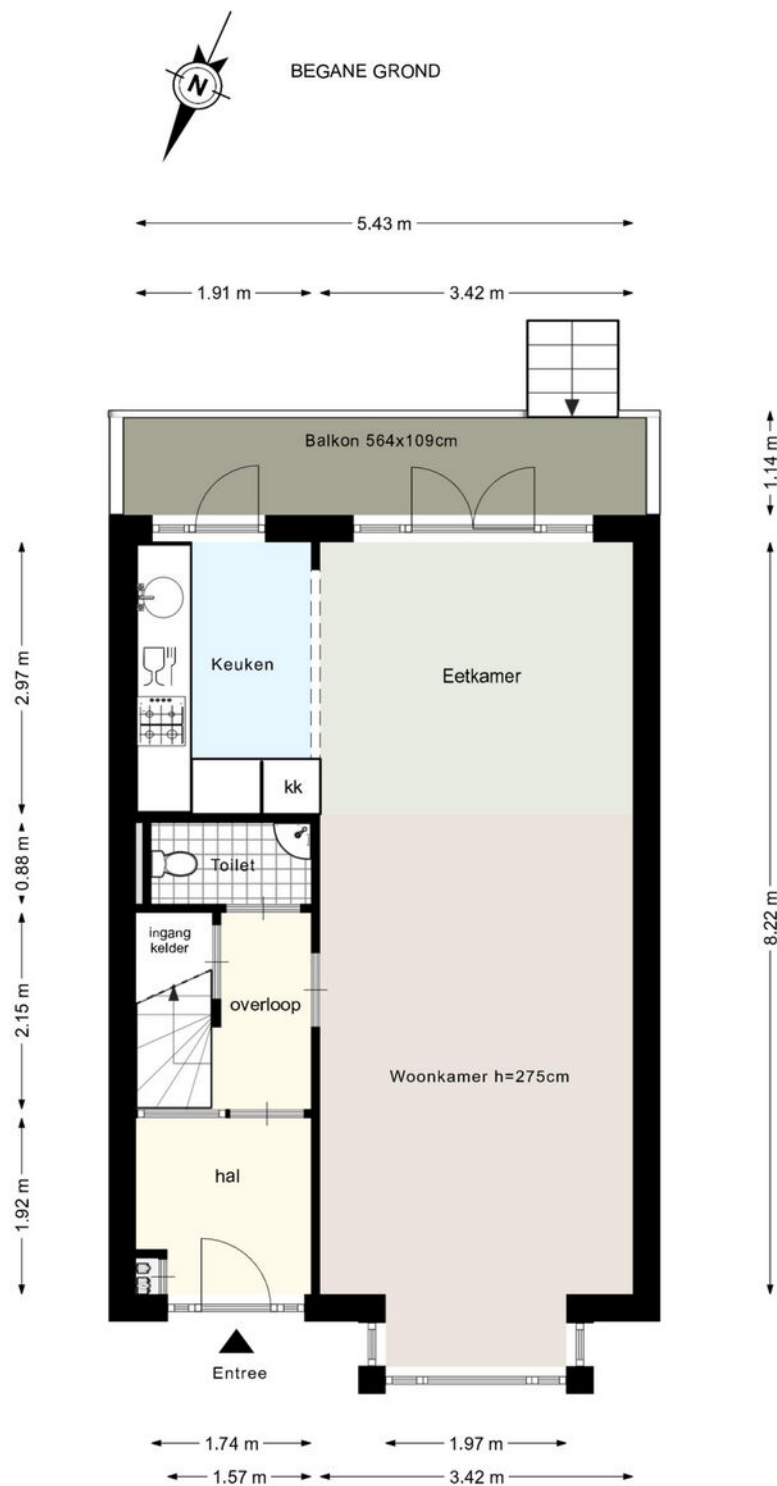 N
BEGANE GROND
5.43 m
1.91 m
3.42 m
Balkon 564x109cm
1.14 m
2.97 m
Keuken
Eetkamer
kk
0.88 m
Toilet
8.22 m
ingang
kelder
2.15 m
overloop
Woonkamer h=275cm
hal
1.92 m
Entree
1.74 m
1.97 m
1.57 m
3.42 m